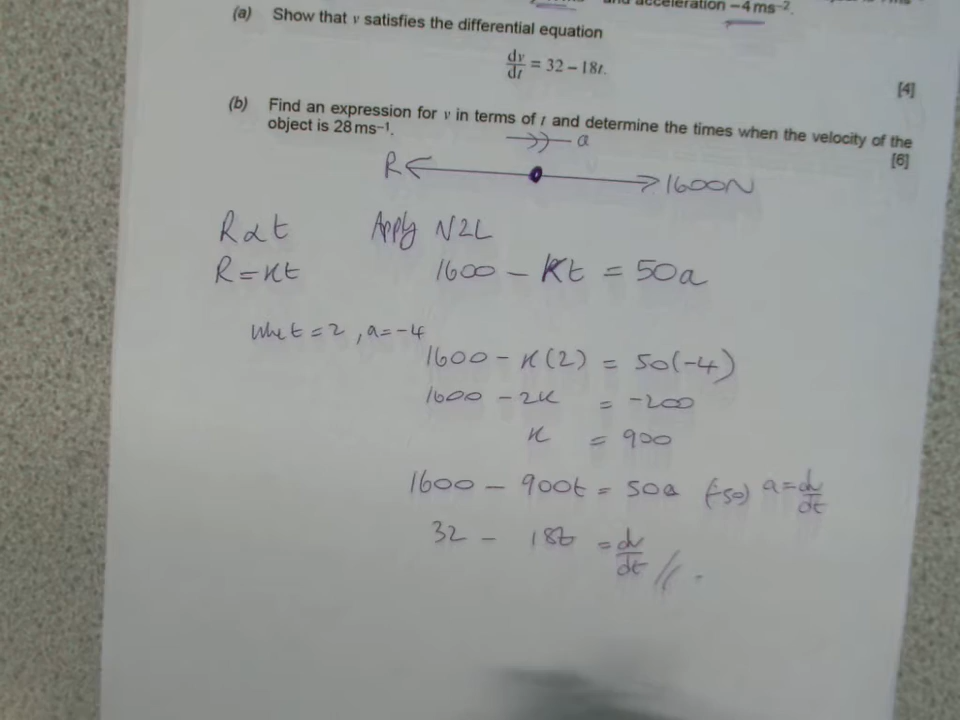 and acceleration −4 ms⁻².
(a) Show that v satisfies the differential equation
dv/dt = 32 − 18t.
[4]
(b) Find an expression for v in terms of t and determine the times when the velocity of the
object is 28 ms⁻¹.
[6]
a
R 1600N
R ∝ t Apply N2L
R = Kt 1600 − Kt = 50a
Whe t = 2, a = −4
1600 − K(2) = 50(−4)
1600 − 2K = −200
K = 900
1600 − 900t = 50a (÷50) a = dv/dt
32 − 18t = dv/dt //.